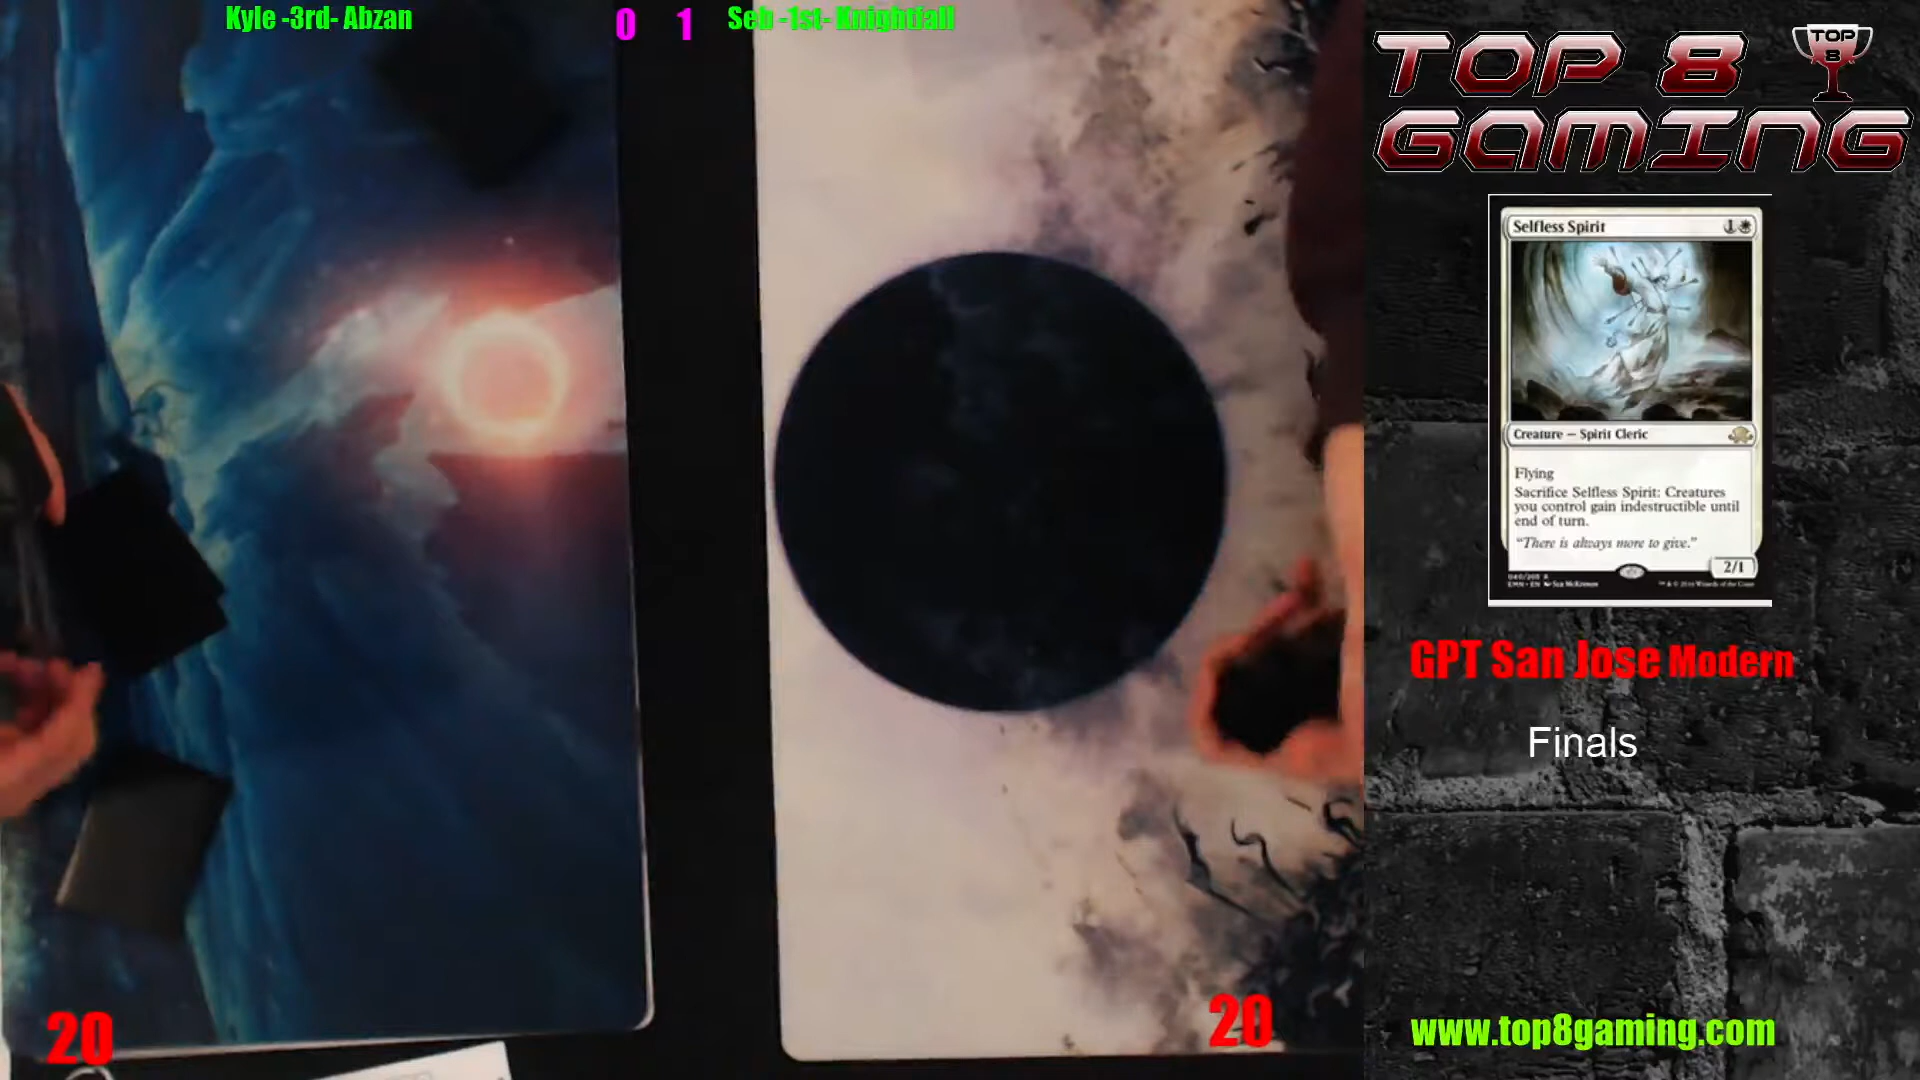 Kyle -3rd- Abzan
0 1
Seb -1st- Knightfall
TOP 8
TOP
8
GAMING
Selfless Spirit
1
Creature — Spirit Cleric
Flying
Sacrifice Selfless Spirit: Creatures
you control gain indestructible until
end of turn.
“There is always more to give.”
2/1
GPT San Jose Modern
Finals
20
20
www.top8gaming.com